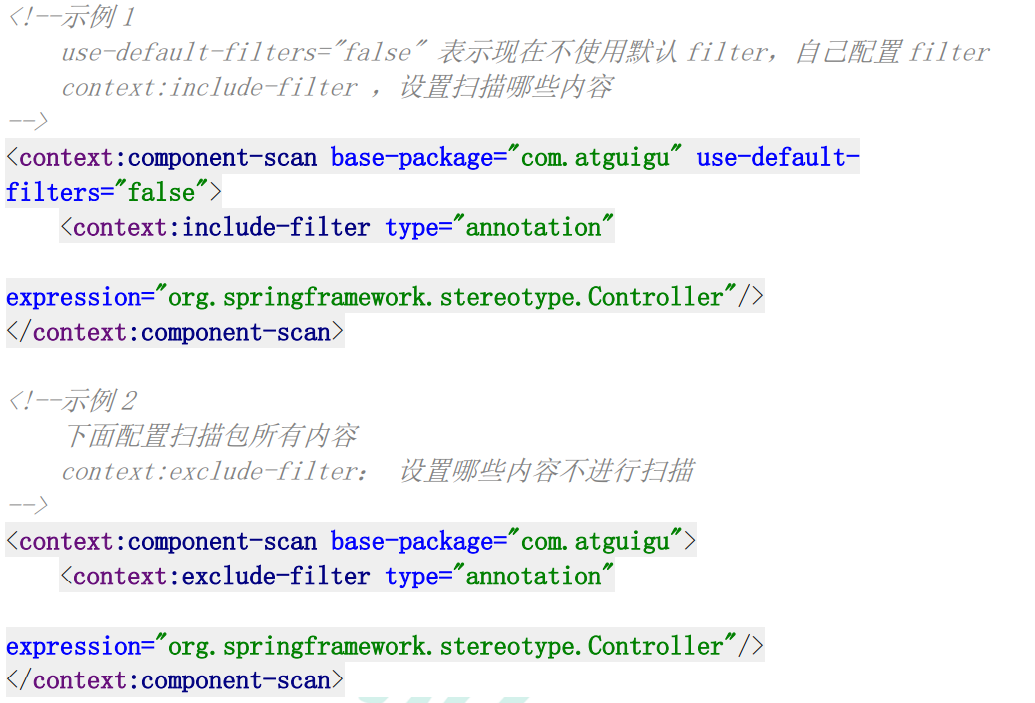 <!--示例 1
use-default-filters="false" 表示现在不使用默认 filter，自己配置 filter
context:include-filter ，设置扫描哪些内容
-->
<context:component-scan base-package="com.atguigu" use-default-
filters="false">
<context:include-filter type="annotation"
expression="org.springframework.stereotype.Controller"/>
</context:component-scan>
<!--示例 2
下面配置扫描包所有内容
context:exclude-filter： 设置哪些内容不进行扫描
-->
<context:component-scan base-package="com.atguigu">
<context:exclude-filter type="annotation"
expression="org.springframework.stereotype.Controller"/>
</context:component-scan>